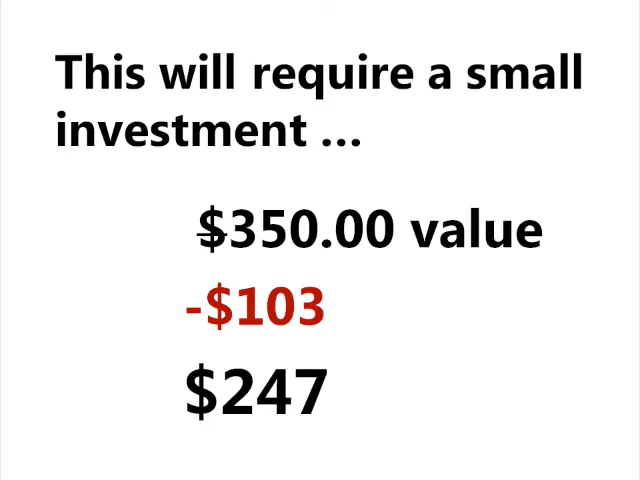 This will require a small
investment ...
$350.00 value
-$103
$247